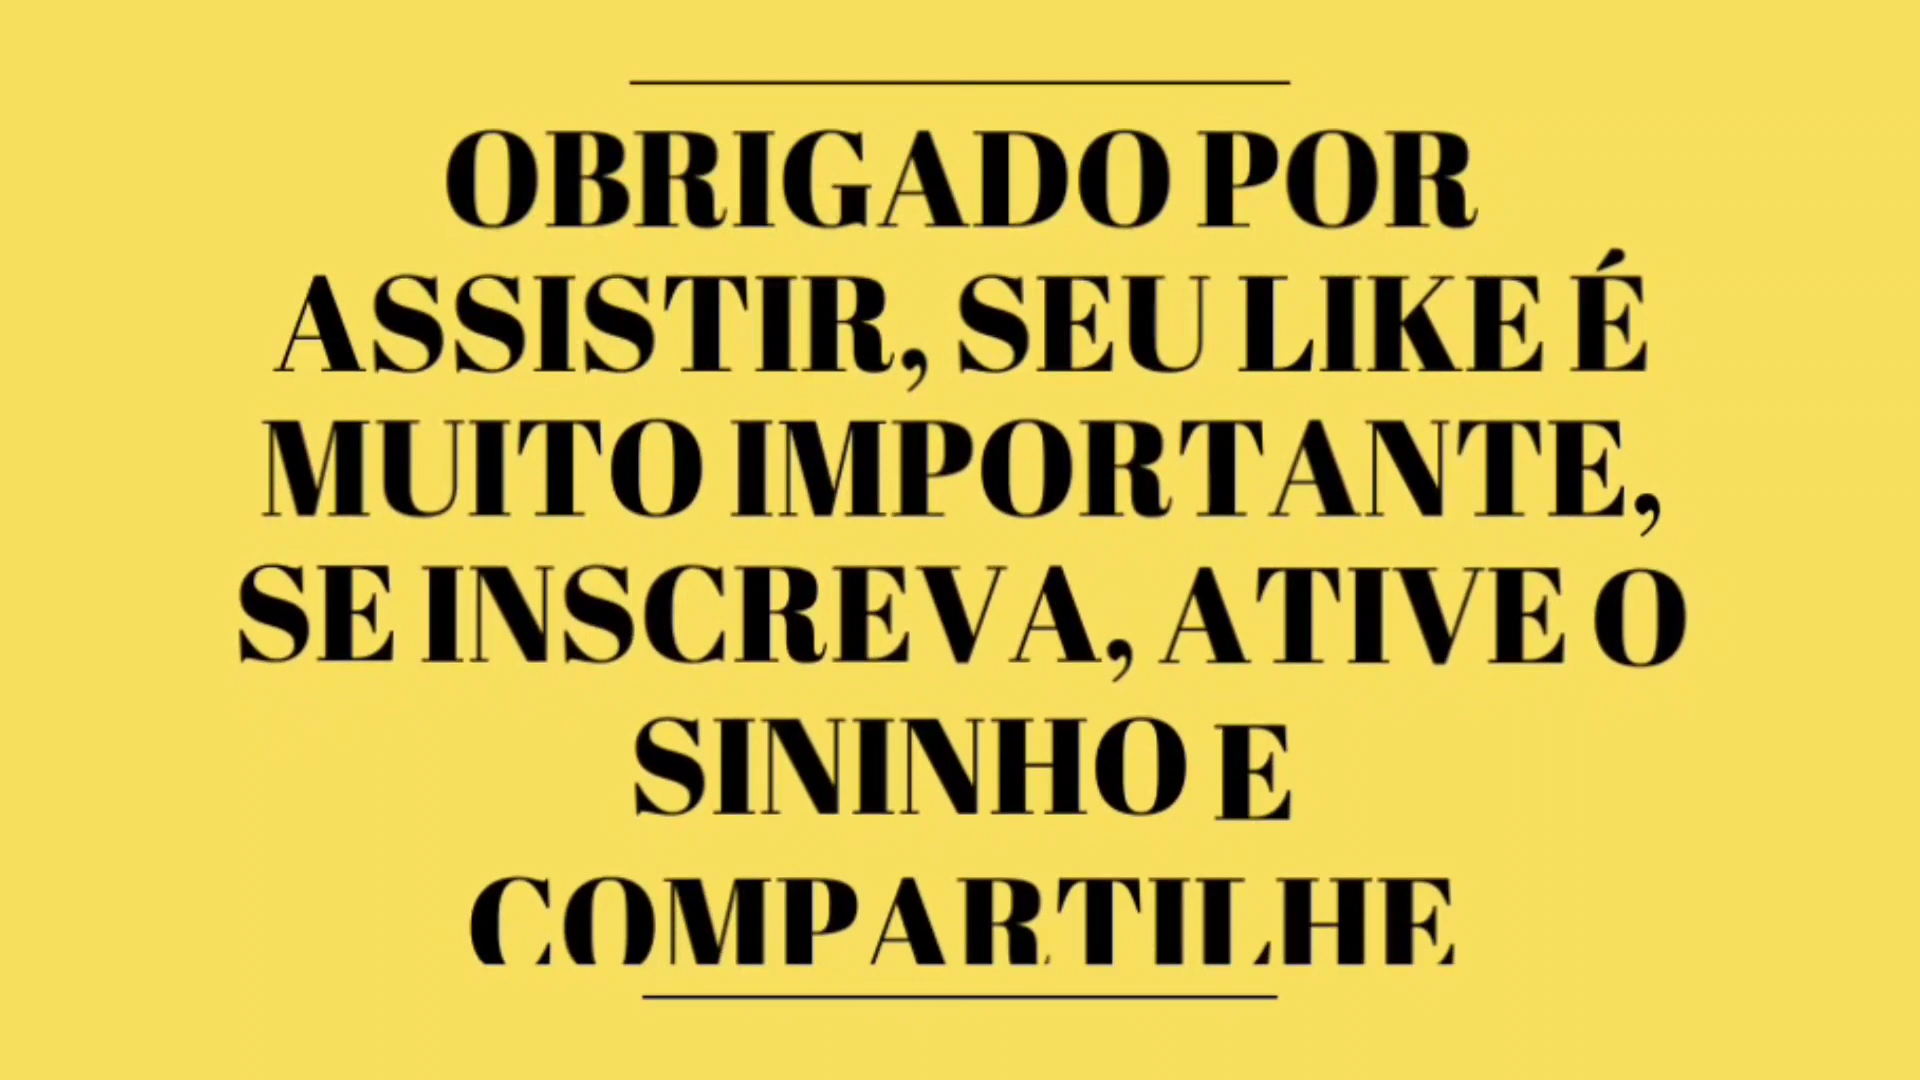 OBRIGADO POR
ASSISTIR, SEU LIKE É
MUITO IMPORTANTE,
SE INSCREVA, ATIVE O
SININHO E
COMPARTILHE